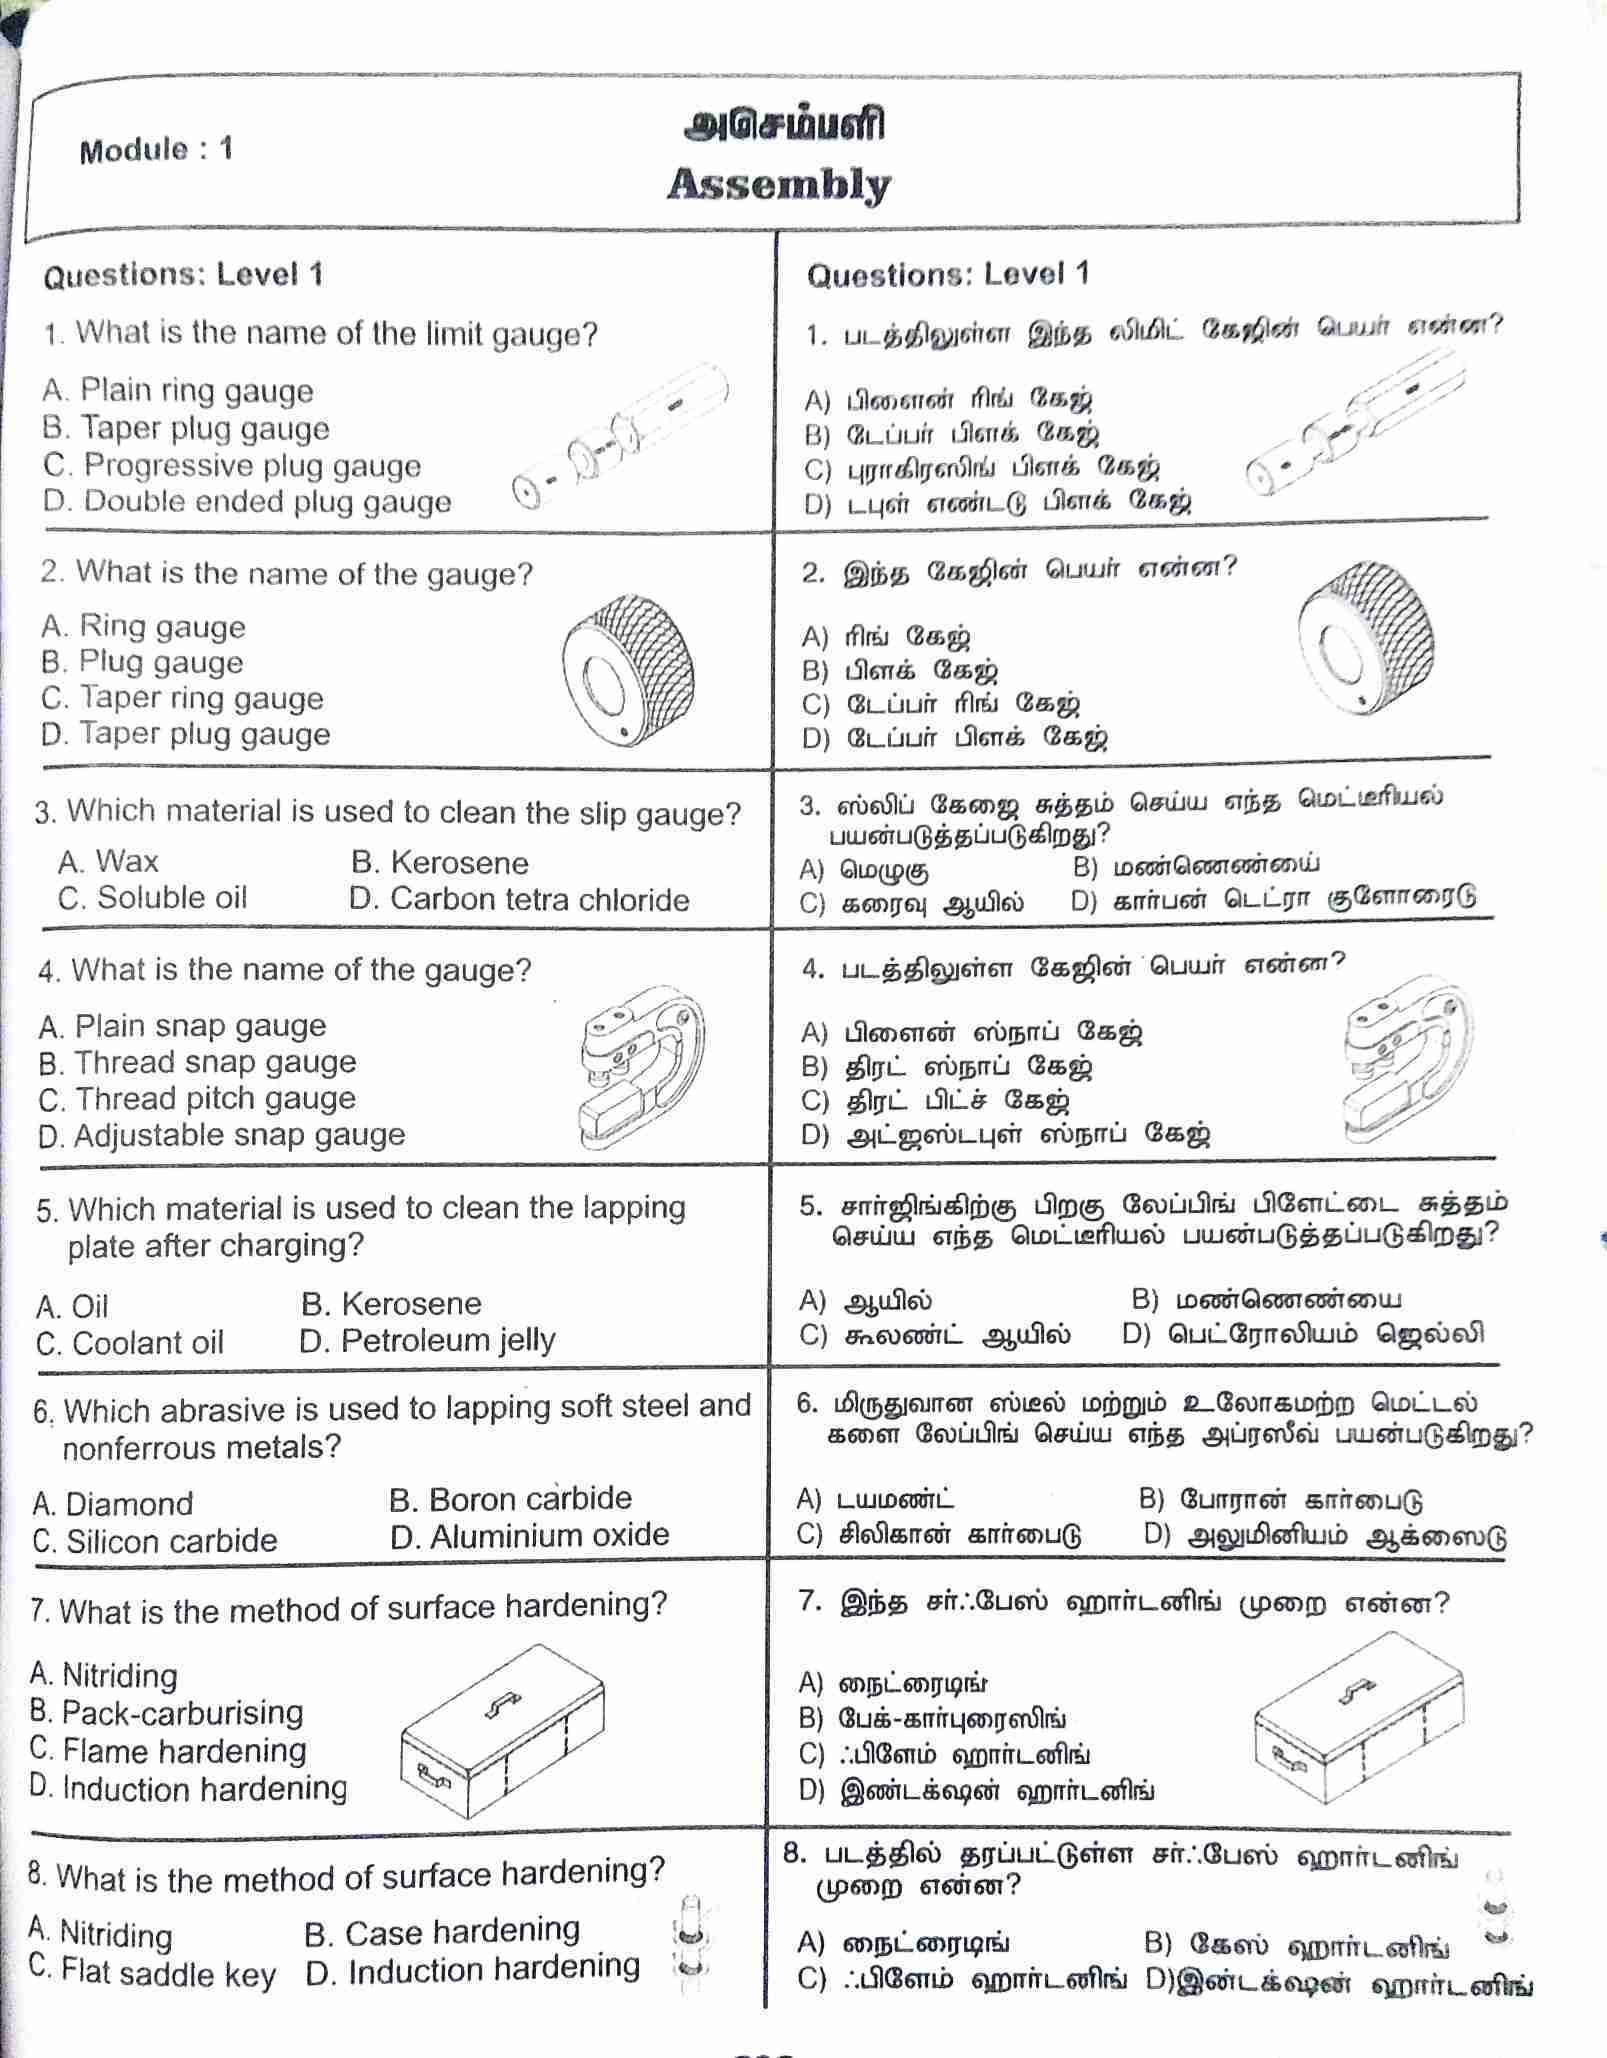 Module : 1
அசெம்பளி
Assembly
Questions: Level 1
1. What is the name of the limit gauge?
A. Plain ring gauge
B. Taper plug gauge
C. Progressive plug gauge
D. Double ended plug gauge
2. What is the name of the gauge?
A. Ring gauge
B. Plug gauge
C. Taper ring gauge
D. Taper plug gauge
3. Which material is used to clean the slip gauge?
A. Wax B. Kerosene
C. Soluble oil D. Carbon tetra chloride
4. What is the name of the gauge?
A. Plain snap gauge
B. Thread snap gauge
C. Thread pitch gauge
D. Adjustable snap gauge
5. Which material is used to clean the lapping
plate after charging?
A. Oil B. Kerosene
C. Coolant oil D. Petroleum jelly
6. Which abrasive is used to lapping soft steel and
nonferrous metals?
A. Diamond B. Boron carbide
C. Silicon carbide D. Aluminium oxide
7. What is the method of surface hardening?
A. Nitriding
B. Pack-carburising
C. Flame hardening
D. Induction hardening
8. What is the method of surface hardening?
A. Nitriding B. Case hardening
C. Flat saddle key D. Induction hardening
Questions: Level 1
1. படத்திலுள்ள இந்த லிமிட் கேஜின் பெயர் என்ன?
A) பிளைன் ரிங் கேஜ்
B) டேப்பர் பிளக் கேஜ்
C) புராகிரஸிங் பிளக் கேஜ்
D) டபுள் எண்டடு பிளக் கேஜ்
2. இந்த கேஜின் பெயர் என்ன?
A) ரிங் கேஜ்
B) பிளக் கேஜ்
C) டேப்பர் ரிங் கேஜ்
D) டேப்பர் பிளக் கேஜ்
3. ஸ்லிப் கேஜை சுத்தம் செய்ய எந்த மெட்டீரியல்
பயன்படுத்தப்படுகிறது?
A) மெழுகு B) மண்ணெண்ணய்
C) கரைவு ஆயில் D) கார்பன் டெட்ரா குளோரைடு
4. படத்திலுள்ள கேஜின் பெயர் என்ன?
A) பிளைன் ஸ்நாப் கேஜ்
B) திரட் ஸ்நாப் கேஜ்
C) திரட் பிட்ச் கேஜ்
D) அட்ஜஸ்டபுள் ஸ்நாப் கேஜ்
5. சார்ஜிங்கிற்கு பிறகு லேப்பிங் பிளேட்டை சுத்தம்
செய்ய எந்த மெட்டீரியல் பயன்படுத்தப்படுகிறது?
A) ஆயில் B) மண்ணெண்யை
C) கூலண்ட் ஆயில் D) பெட்ரோலியம் ஜெல்லி
6. மிருதுவான ஸ்டீல் மற்றும் உலோகமற்ற மெட்டல்
களை லேப்பிங் செய்ய எந்த அப்ரஸீவ் பயன்படுகிறது?
A) டயமண்ட் B) போரான் கார்பைடு
C) சிலிகான் கார்பைடு D) அலுமினியம் ஆக்ஸைடு
7. இந்த சர்ஃபேஸ் ஹார்டனிங் முறை என்ன?
A) நைட்ரைடிங்
B) பேக்-கார்புரைஸிங்
C) ஃபிளேம் ஹார்டனிங்
D) இண்டக்ஷன் ஹார்டனிங்
8. படத்தில் தரப்பட்டுள்ள சர்ஃபேஸ் ஹார்டனிங்
முறை என்ன?
A) நைட்ரைடிங் B) கேஸ் ஹார்டனிங்
C) ஃபிளேம் ஹார்டனிங் D)இன்டக்ஷன் ஹார்டனிங்